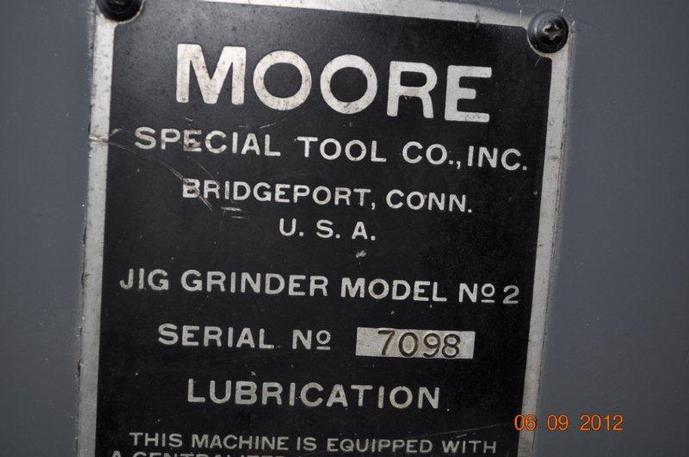 MOORE
SPECIAL TOOL CO., INC.
BRIDGEPORT, CONN.
U. S. A.
JIG GRINDER MODEL Nº 2
SERIAL Nº 7098
LUBRICATION
THIS MACHINE IS EQUIPPED WITH
06 09 2012